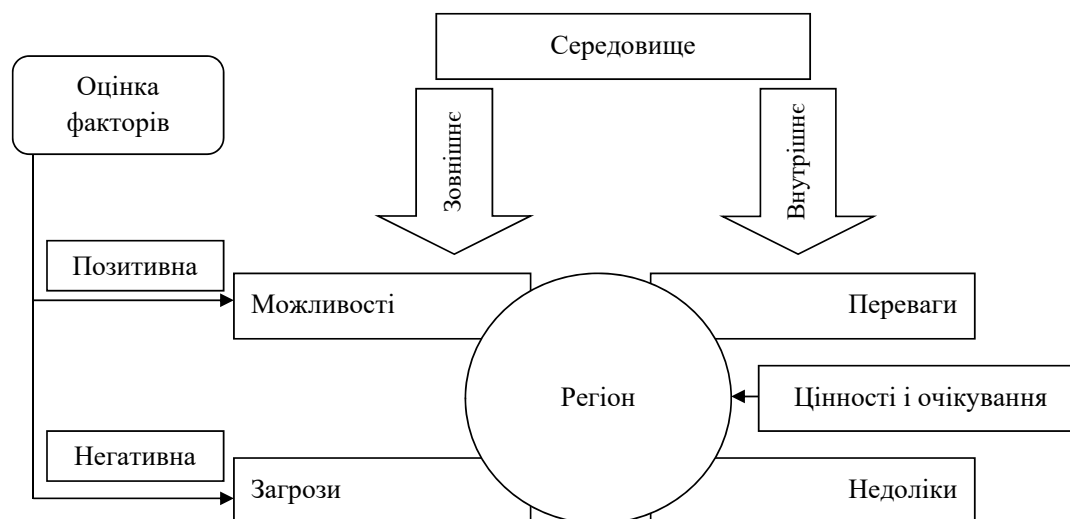 Середовище
Оцінка
факторів
Зовнішнє
Внутрішнє
Позитивна
Можливості
Переваги
Регіон
Цінності і очікування
Негативна
Загрози
Недоліки